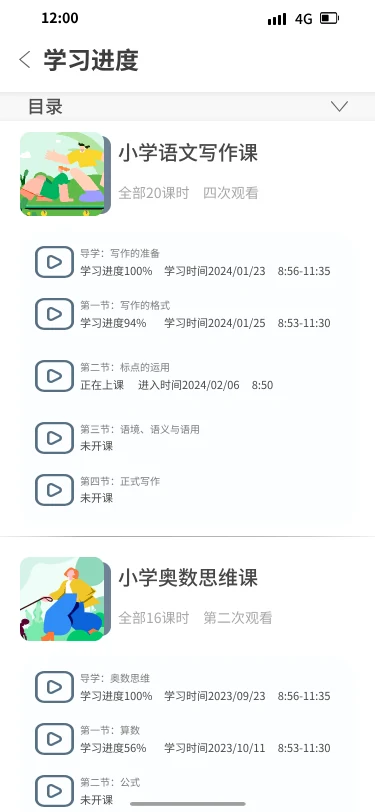 12:00 4G
学习进度
目录
小学语文写作课
全部20课时 四次观看
导学：写作的准备
学习进度100% 学习时间2024/01/23 8:56-11:35
第一节：写作的格式
学习进度94% 学习时间2024/01/25 8:53-11:30
第二节：标点的运用
正在上课 进入时间2024/02/06 8:50
第三节：语境、语义与语用
未开课
第四节：正式写作
未开课
小学奥数思维课
全部16课时 第二次观看
导学：奥数思维
学习进度100% 学习时间2023/09/23 8:56-11:35
第一节：算数
学习进度56% 学习时间2023/10/11 8:53-11:30
第二节：公式
未开课